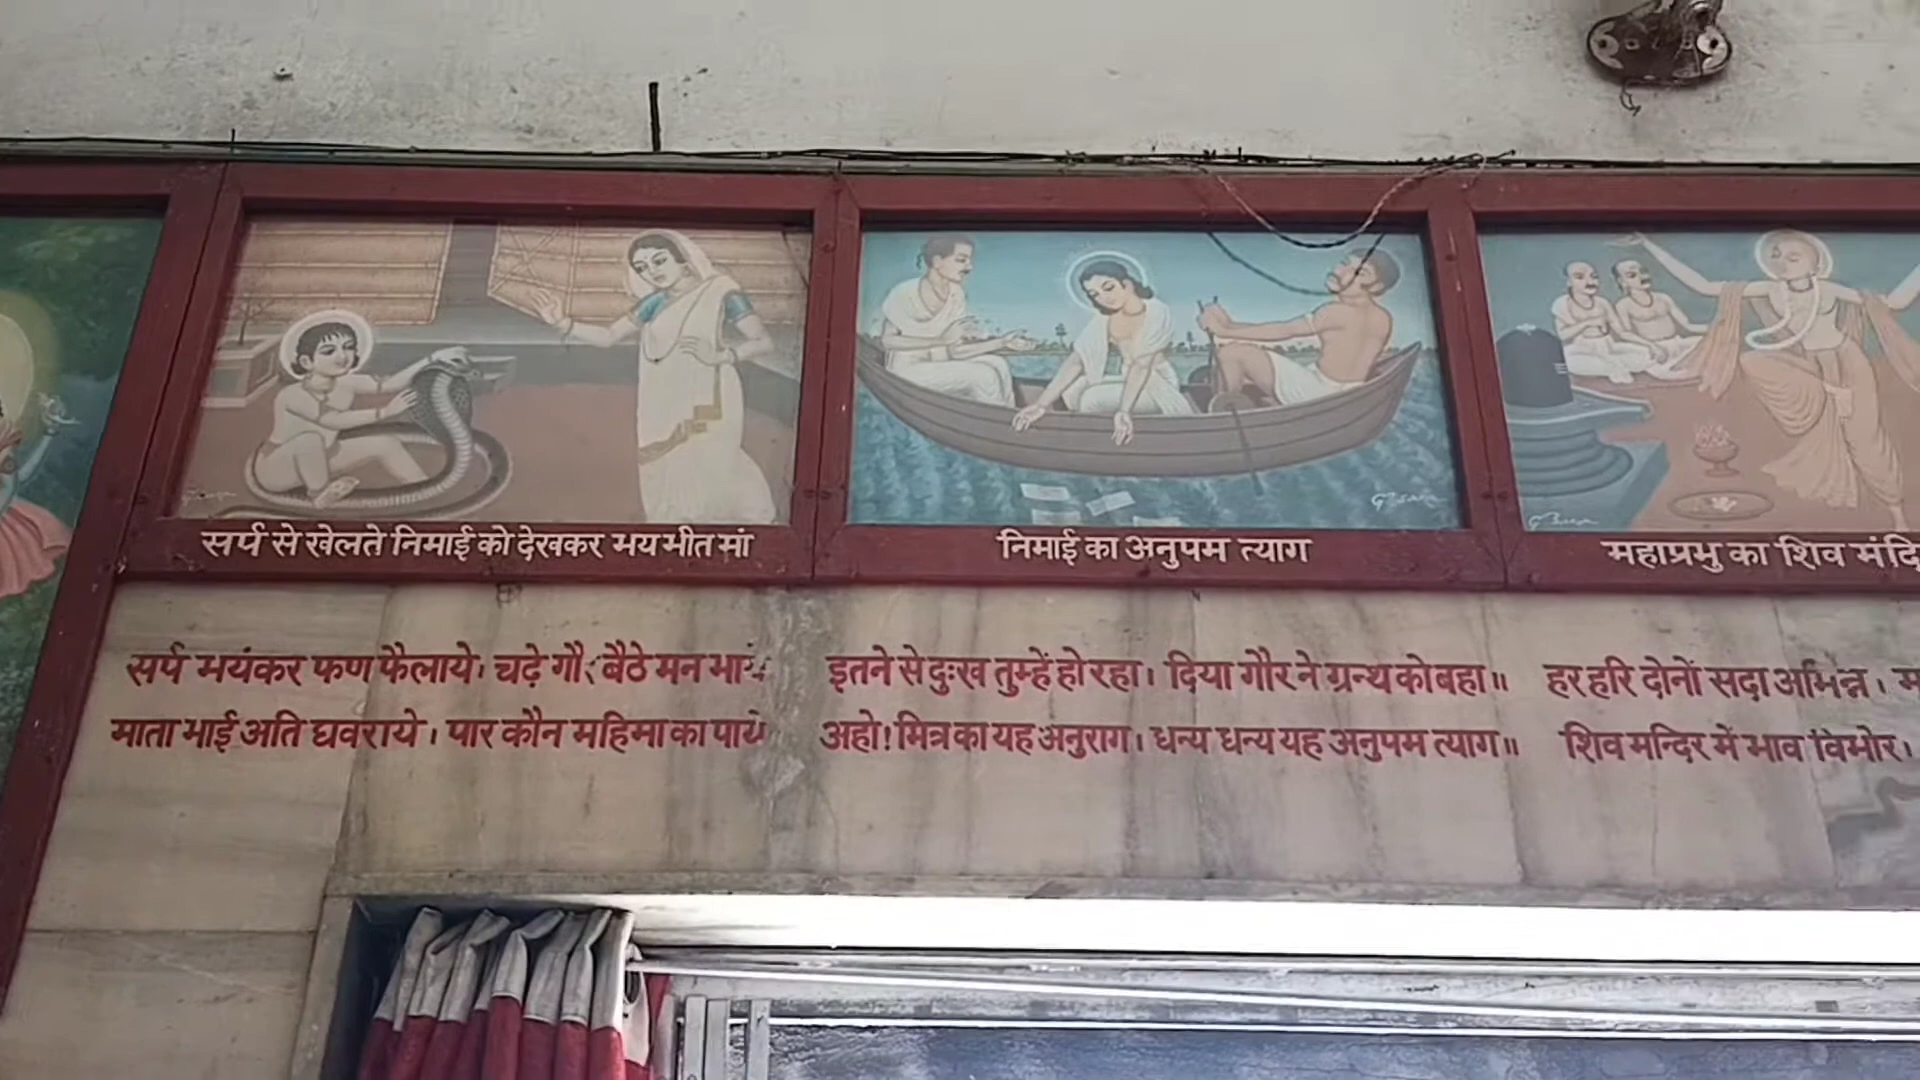 सर्प से खेलते निमाई को देखकर भयभीत मां
निमाई का अनुपम त्याग
महाप्रभु का शिव
सर्प भयंकर फण फैलाये। चढ़े गौर बैठे मन भाये
माता भाई अति घबराये। पार कौन महिमा का पाये
इतने से दुःख तुम्हें हो रहा। दिया गौर ने ग्रन्थ को बहा॥
अहो! मित्र का यह अनुराग। धन्य धन्य यह अनुपम त्याग॥
हर हरि दोनों सदा अभिन्न।
शिव मन्दिर में भाव विभोर।